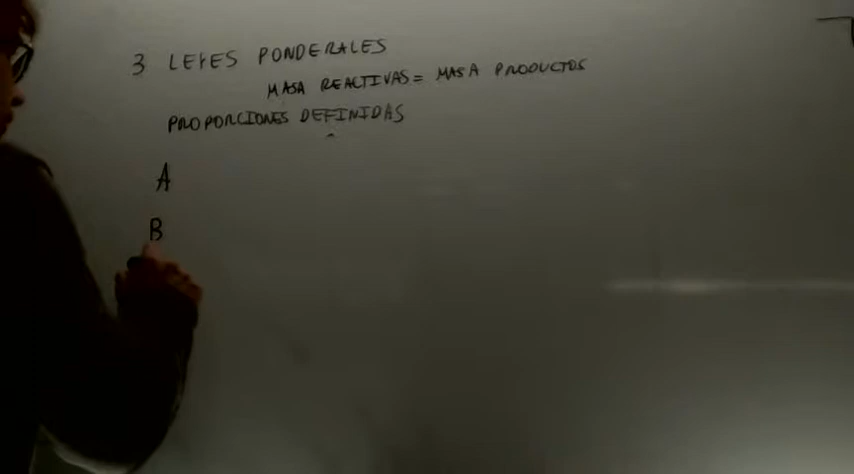 3 LEYES PONDERALES
MASA REACTIVAS = MASA PRODUCTOS
PROPORCIONES DEFINIDAS
A
B